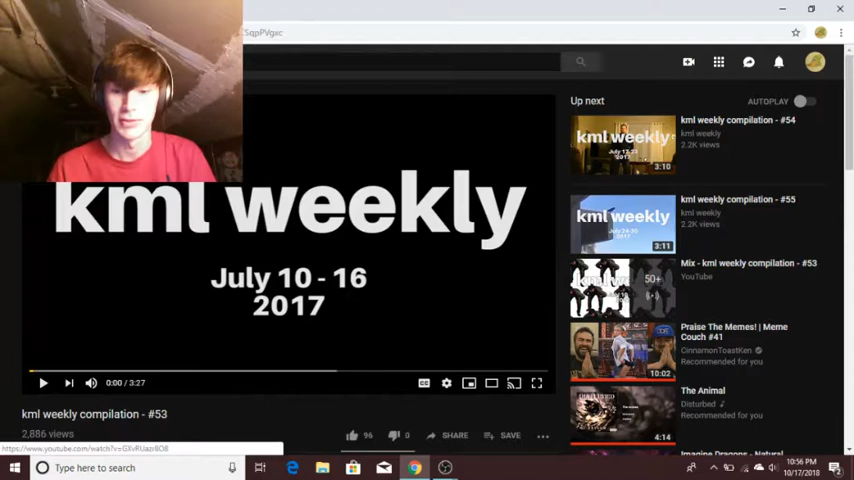 SqpPVgxc
Up next
AUTOPLAY
kml weekly
July 17-23
2017
3:10
kml weekly compilation - #54
kml weekly
2.2K views
kml weekly
July 24-30
2017
3:11
kml weekly compilation - #55
kml weekly
2.2K views
50+
Mix - kml weekly compilation - #53
YouTube
10:02
Praise The Memes! | Meme
Couch #41
CinnamonToastKen
Recommended for you
4:14
The Animal
Disturbed
Recommended for you
Imagine Dragons - Natural
kml weekly
July 10 - 16
2017
0:00 / 3:27
CC
kml weekly compilation - #53
2,886 views
96
0
SHARE
SAVE
https://www.youtube.com/watch?v=GXvRUazr8O8
Type here to search
10:56 PM
10/17/2018
2